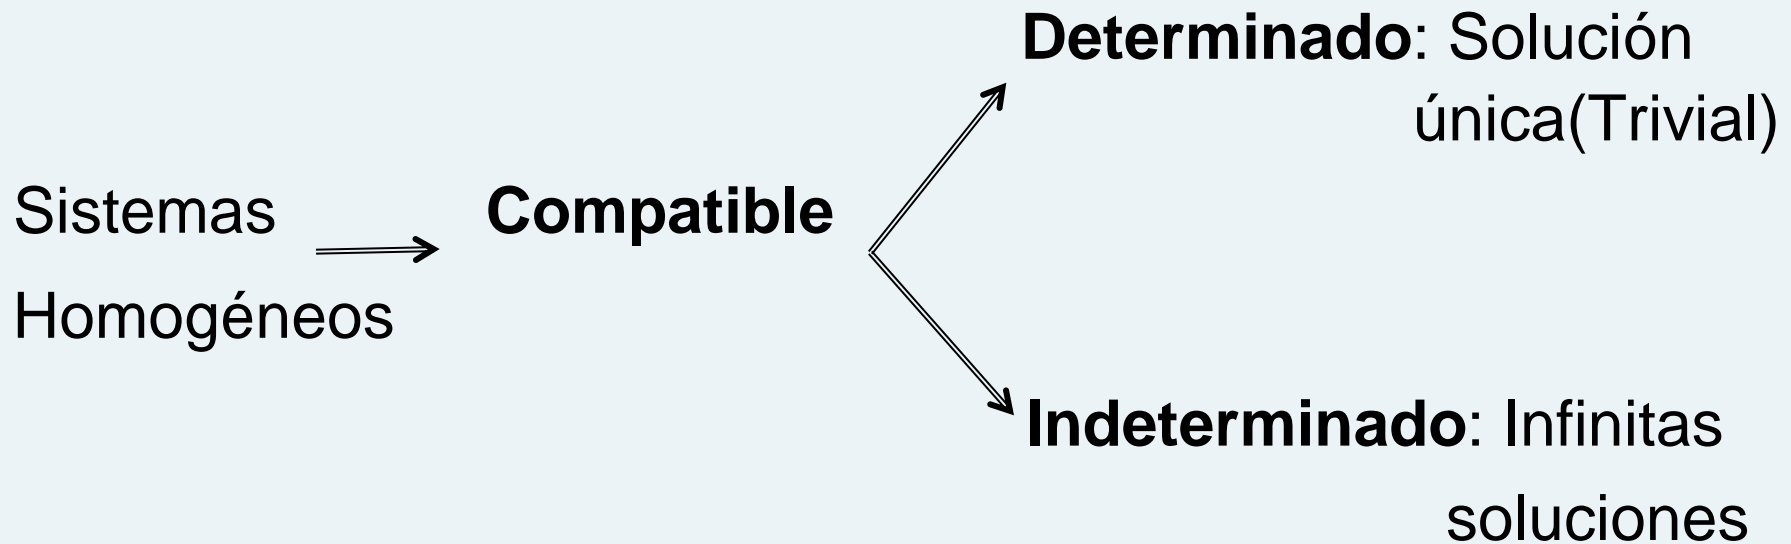 Determinado: Solución
única(Trivial)
Sistemas
Homogéneos
Compatible
Indeterminado: Infinitas
soluciones